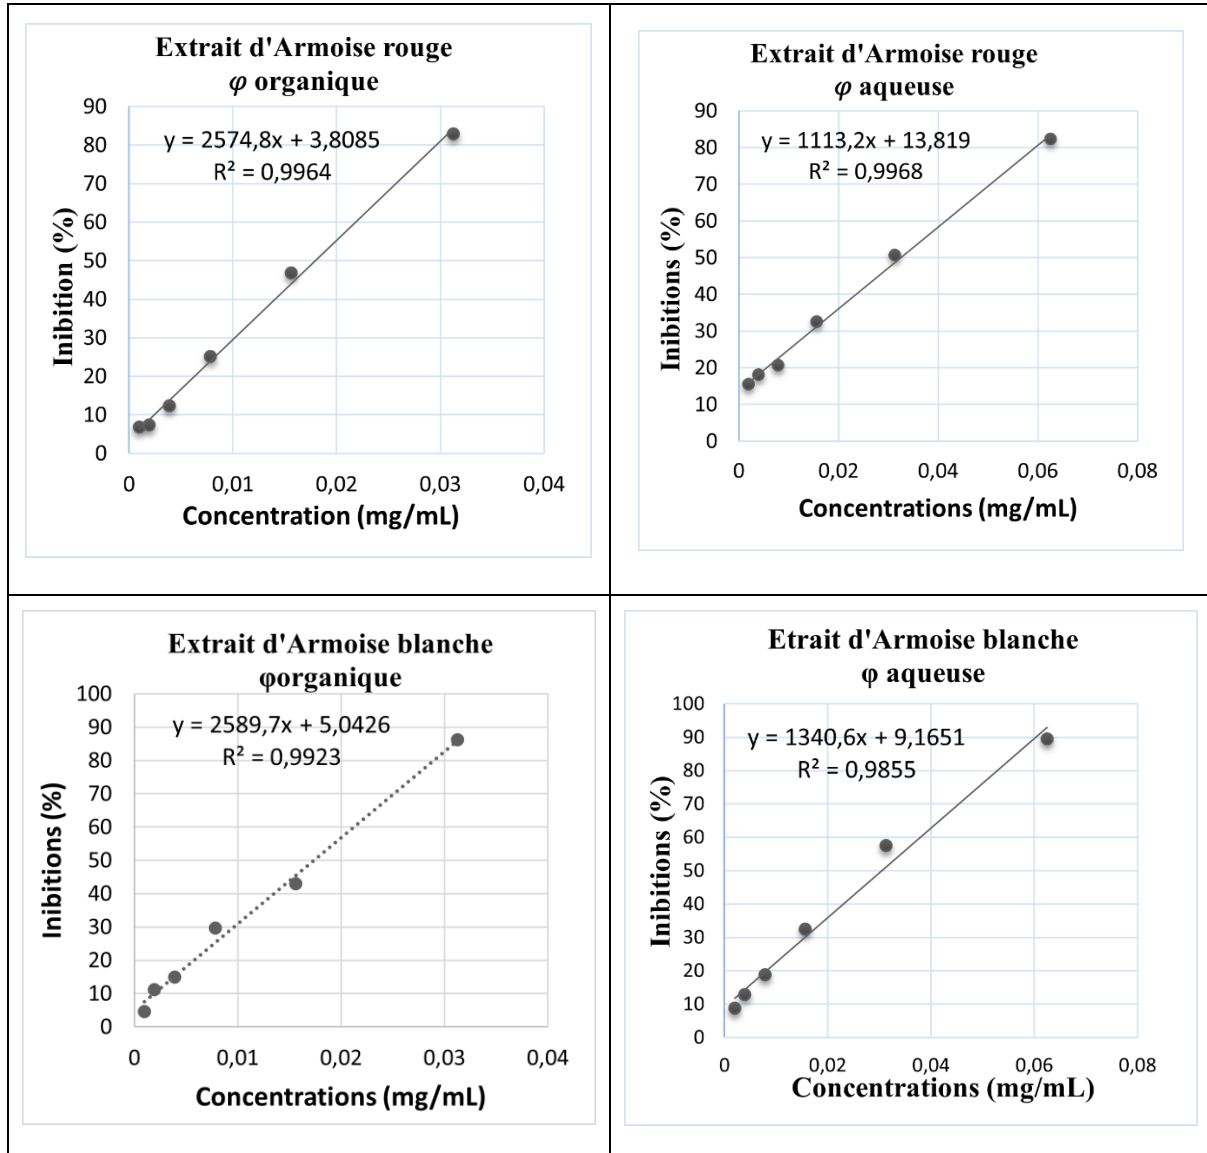 Extrait d'Armoise rouge
φ organique
y = 2574,8x + 3,8085
R² = 0,9964
90
80
70
60
50
40
30
20
10
0
Inibition (%)
0 0,01 0,02 0,03 0,04
Concentration (mg/mL)
Extrait d'Armoise rouge
φ aqueuse
y = 1113,2x + 13,819
R² = 0,9968
90
80
70
60
50
40
30
20
10
0
Inibitions (%)
0 0,02 0,04 0,06 0,08
Concentrations (mg/mL)
Extrait d'Armoise blanche
φorganique
y = 2589,7x + 5,0426
R² = 0,9923
100
90
80
70
60
50
40
30
20
10
0
Inibitions (%)
0 0,01 0,02 0,03 0,04
Concentrations (mg/mL)
Etrait d'Armoise blanche
φ aqueuse
y = 1340,6x + 9,1651
R² = 0,9855
100
90
80
70
60
50
40
30
20
10
0
Inibitions (%)
0 0,02 0,04 0,06 0,08
Concentrations (mg/mL)